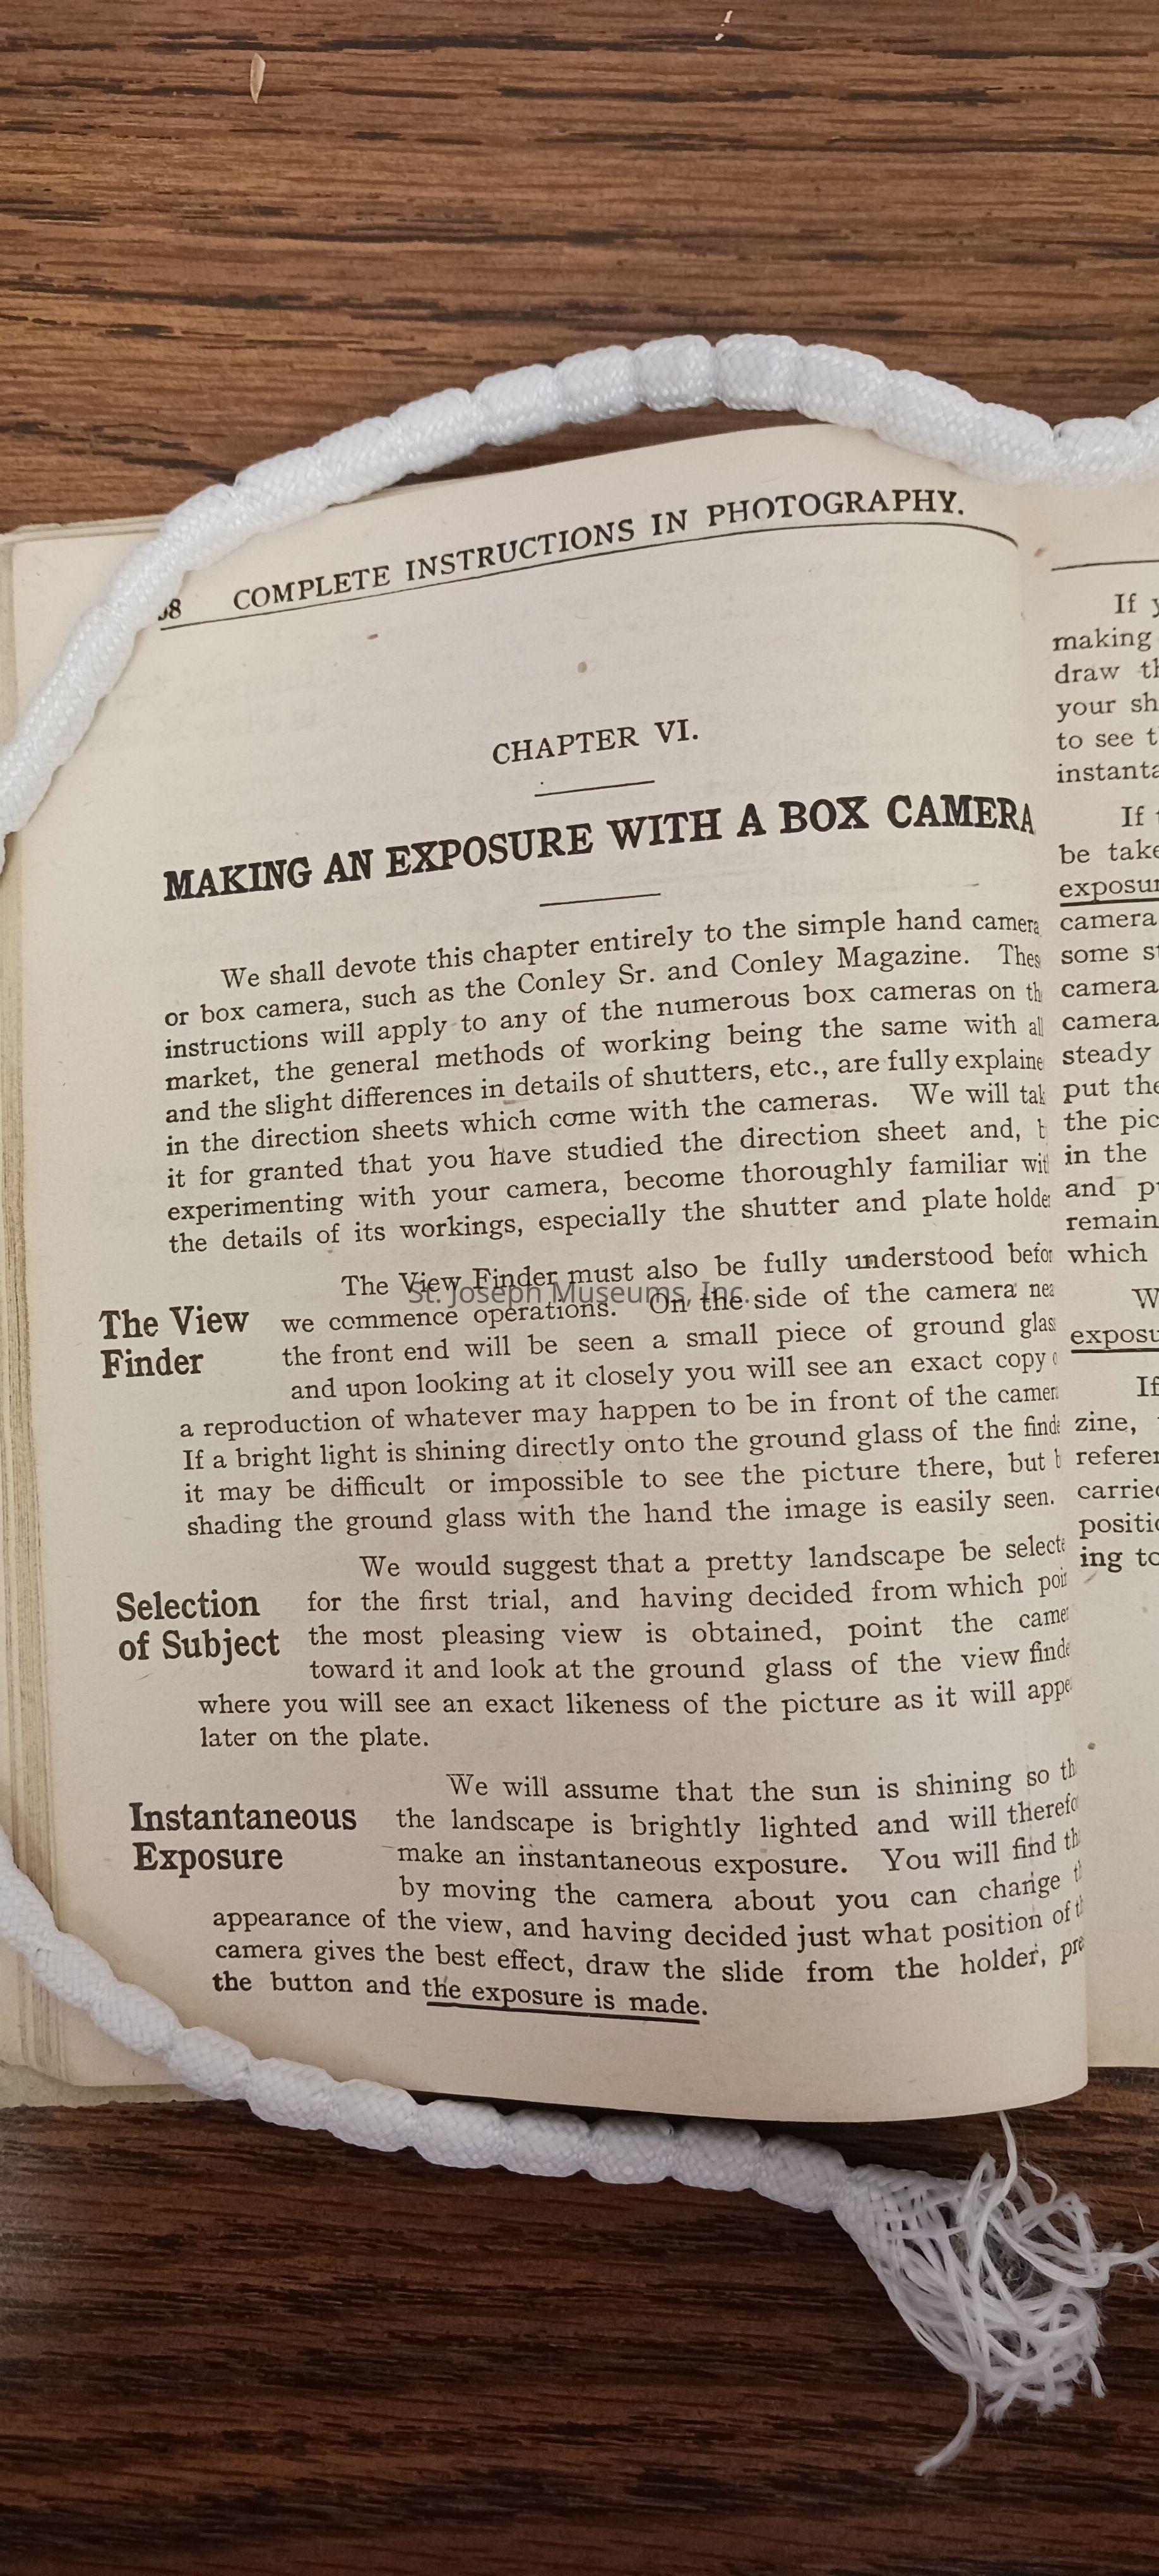 COMPLETE INSTRUCTIONS IN PHOTOGRAPHY.
CHAPTER VI.
MAKING AN EXPOSURE WITH A BOX CAMERA
We shall devote this chapter entirely to the simple hand camera
or box camera, such as the Conley Sr. and Conley Magazine.
instructions will apply to any of the numerous box cameras on
market, the general methods of working being the same with
and the slight differences in details of shutters, etc., are fully
in the direction sheets which come with the cameras. We will
it for granted that you have studied the direction sheet and,
experimenting with your camera, become thoroughly familiar
the details of its workings, especially the shutter and plate
The View Finder must also be fully understood
The View
Finder
we commence operations. On the side of the camera
the front end will be seen a small piece of ground
and upon looking at it closely you will see an exact copy
a reproduction of whatever may happen to be in front of the
If a bright light is shining directly onto the ground glass of the
it may be difficult or impossible to see the picture there, but
shading the ground glass with the hand the image is easily seen.
We would suggest that a pretty landscape be
Selection
of Subject
for the first trial, and having decided from which
the most pleasing view is obtained, point the
toward it and look at the ground glass of the view
where you will see an exact likeness of the picture as it will
later on the plate.
We will assume that the sun is shining so
Instantaneous
Exposure
the landscape is brightly lighted and will
make an instantaneous exposure. You will find
by moving the camera about you can change
appearance of the view, and having decided just what position of
camera gives the best effect, draw the slide from the holder,
the button and the exposure is made.
If
making
draw
your
to see
instanta
If
be
camera
some
camera
camera
steady
put
the
in the
and
remain
which
If
zine,
ing to
St. Joseph Museums, Inc.